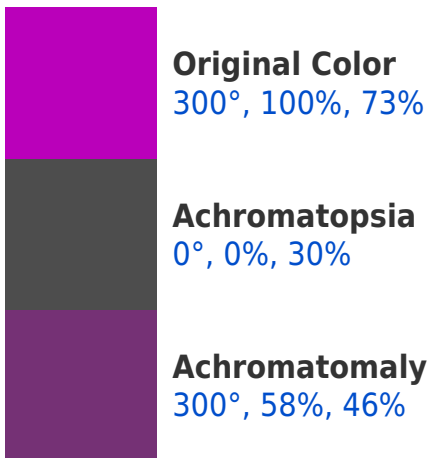 Original Color
300°, 100%, 73%
Achromatopsia
0°, 0%, 30%
Achromatomaly
300°, 58%, 46%